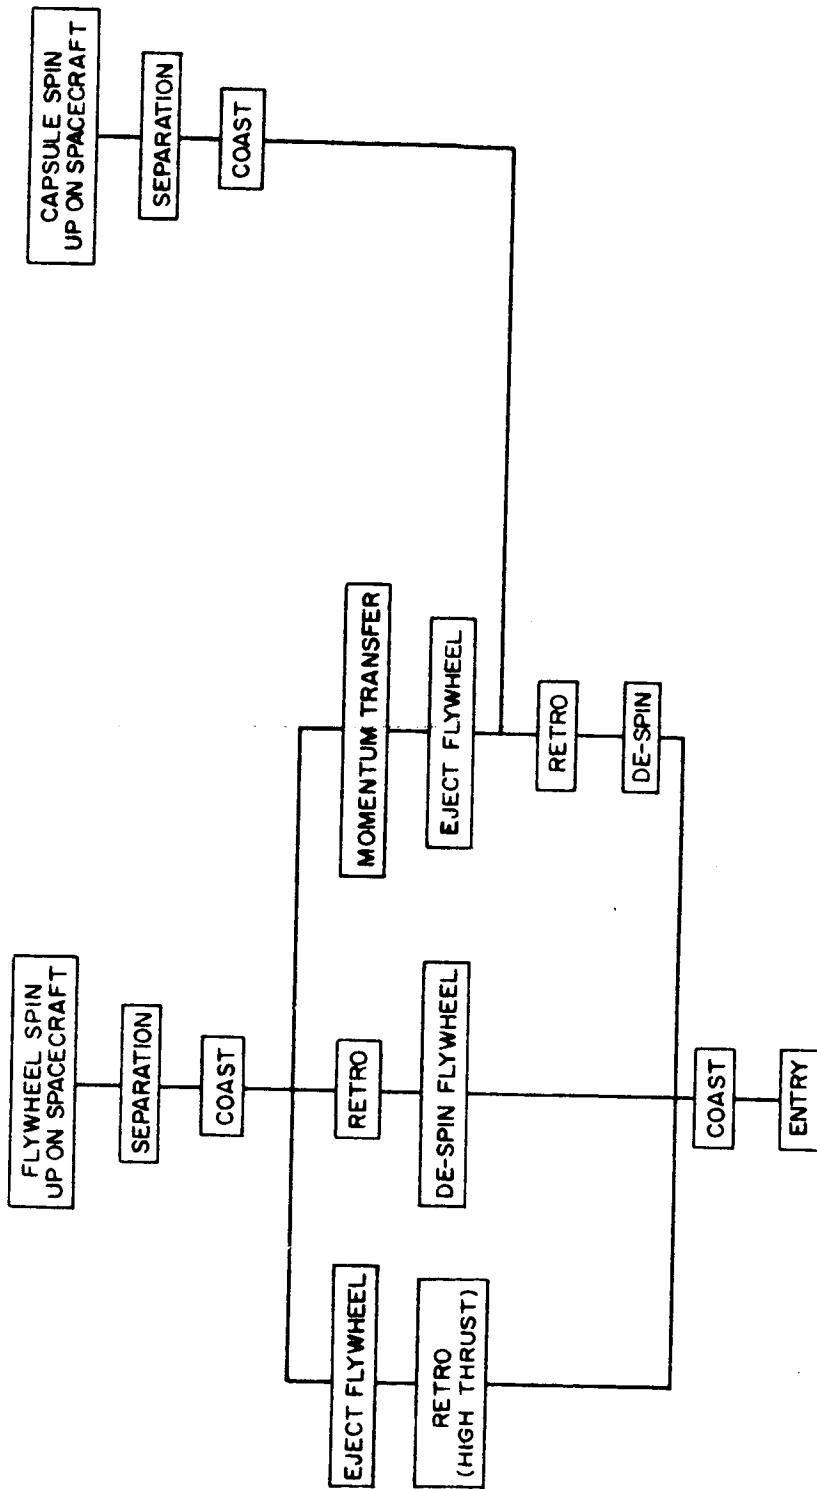 FLYWHEEL SPIN
UP ON SPACECRAFT
SEPARATION
COAST
EJECT FLYWHEEL
RETRO
(HIGH THRUST)
RETRO
DE-SPIN FLYWHEEL
MOMENTUM TRANSFER
EJECT FLYWHEEL
RETRO
DE-SPIN
CAPSULE SPIN
UP ON SPACECRAFT
SEPARATION
COAST
COAST
ENTRY